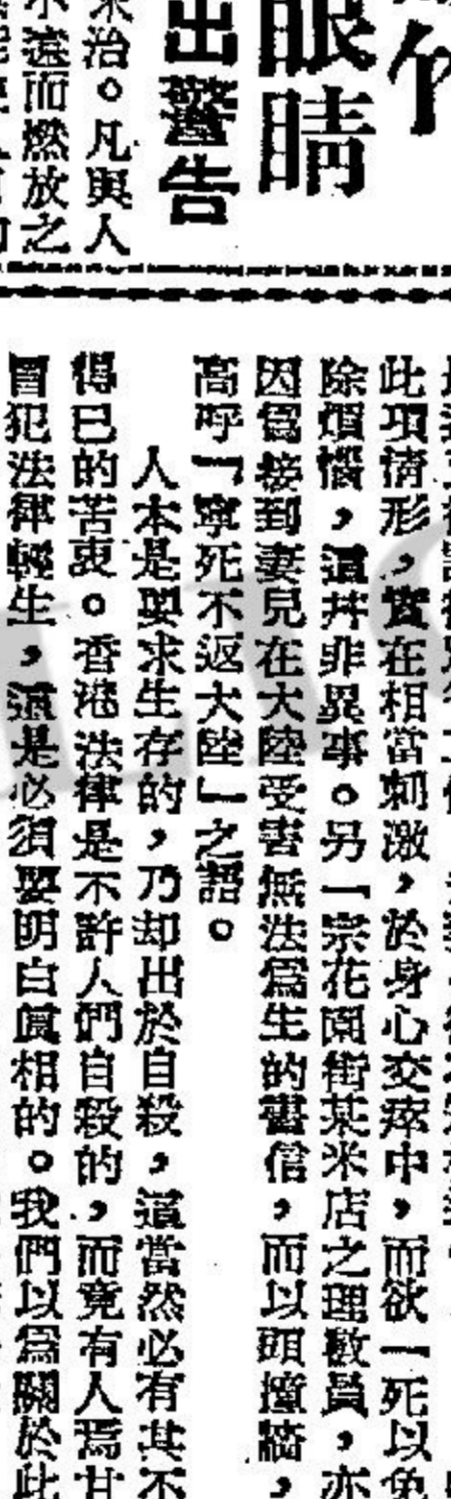 竹
眼睛
出警告
治。凡與人
遠而燃放之
此項情形，實在相當刺激，於身心交瘁中，而欲一死以免
除煩惱，這並非異事。另一宗花園街某米店之理數員，亦
因爲接到妻兒在大陸受害無法爲生的書信，而以頭撞牆，
高呼「寧死不返大陸」之語。
人本是要求生存的，乃却出於自殺，這當然必有其不
得已的苦衷。香港法律是不許人們自殺的，而竟有人焉甘
冒犯法律輕生，這是必須要明白眞相的。我們以爲關於此